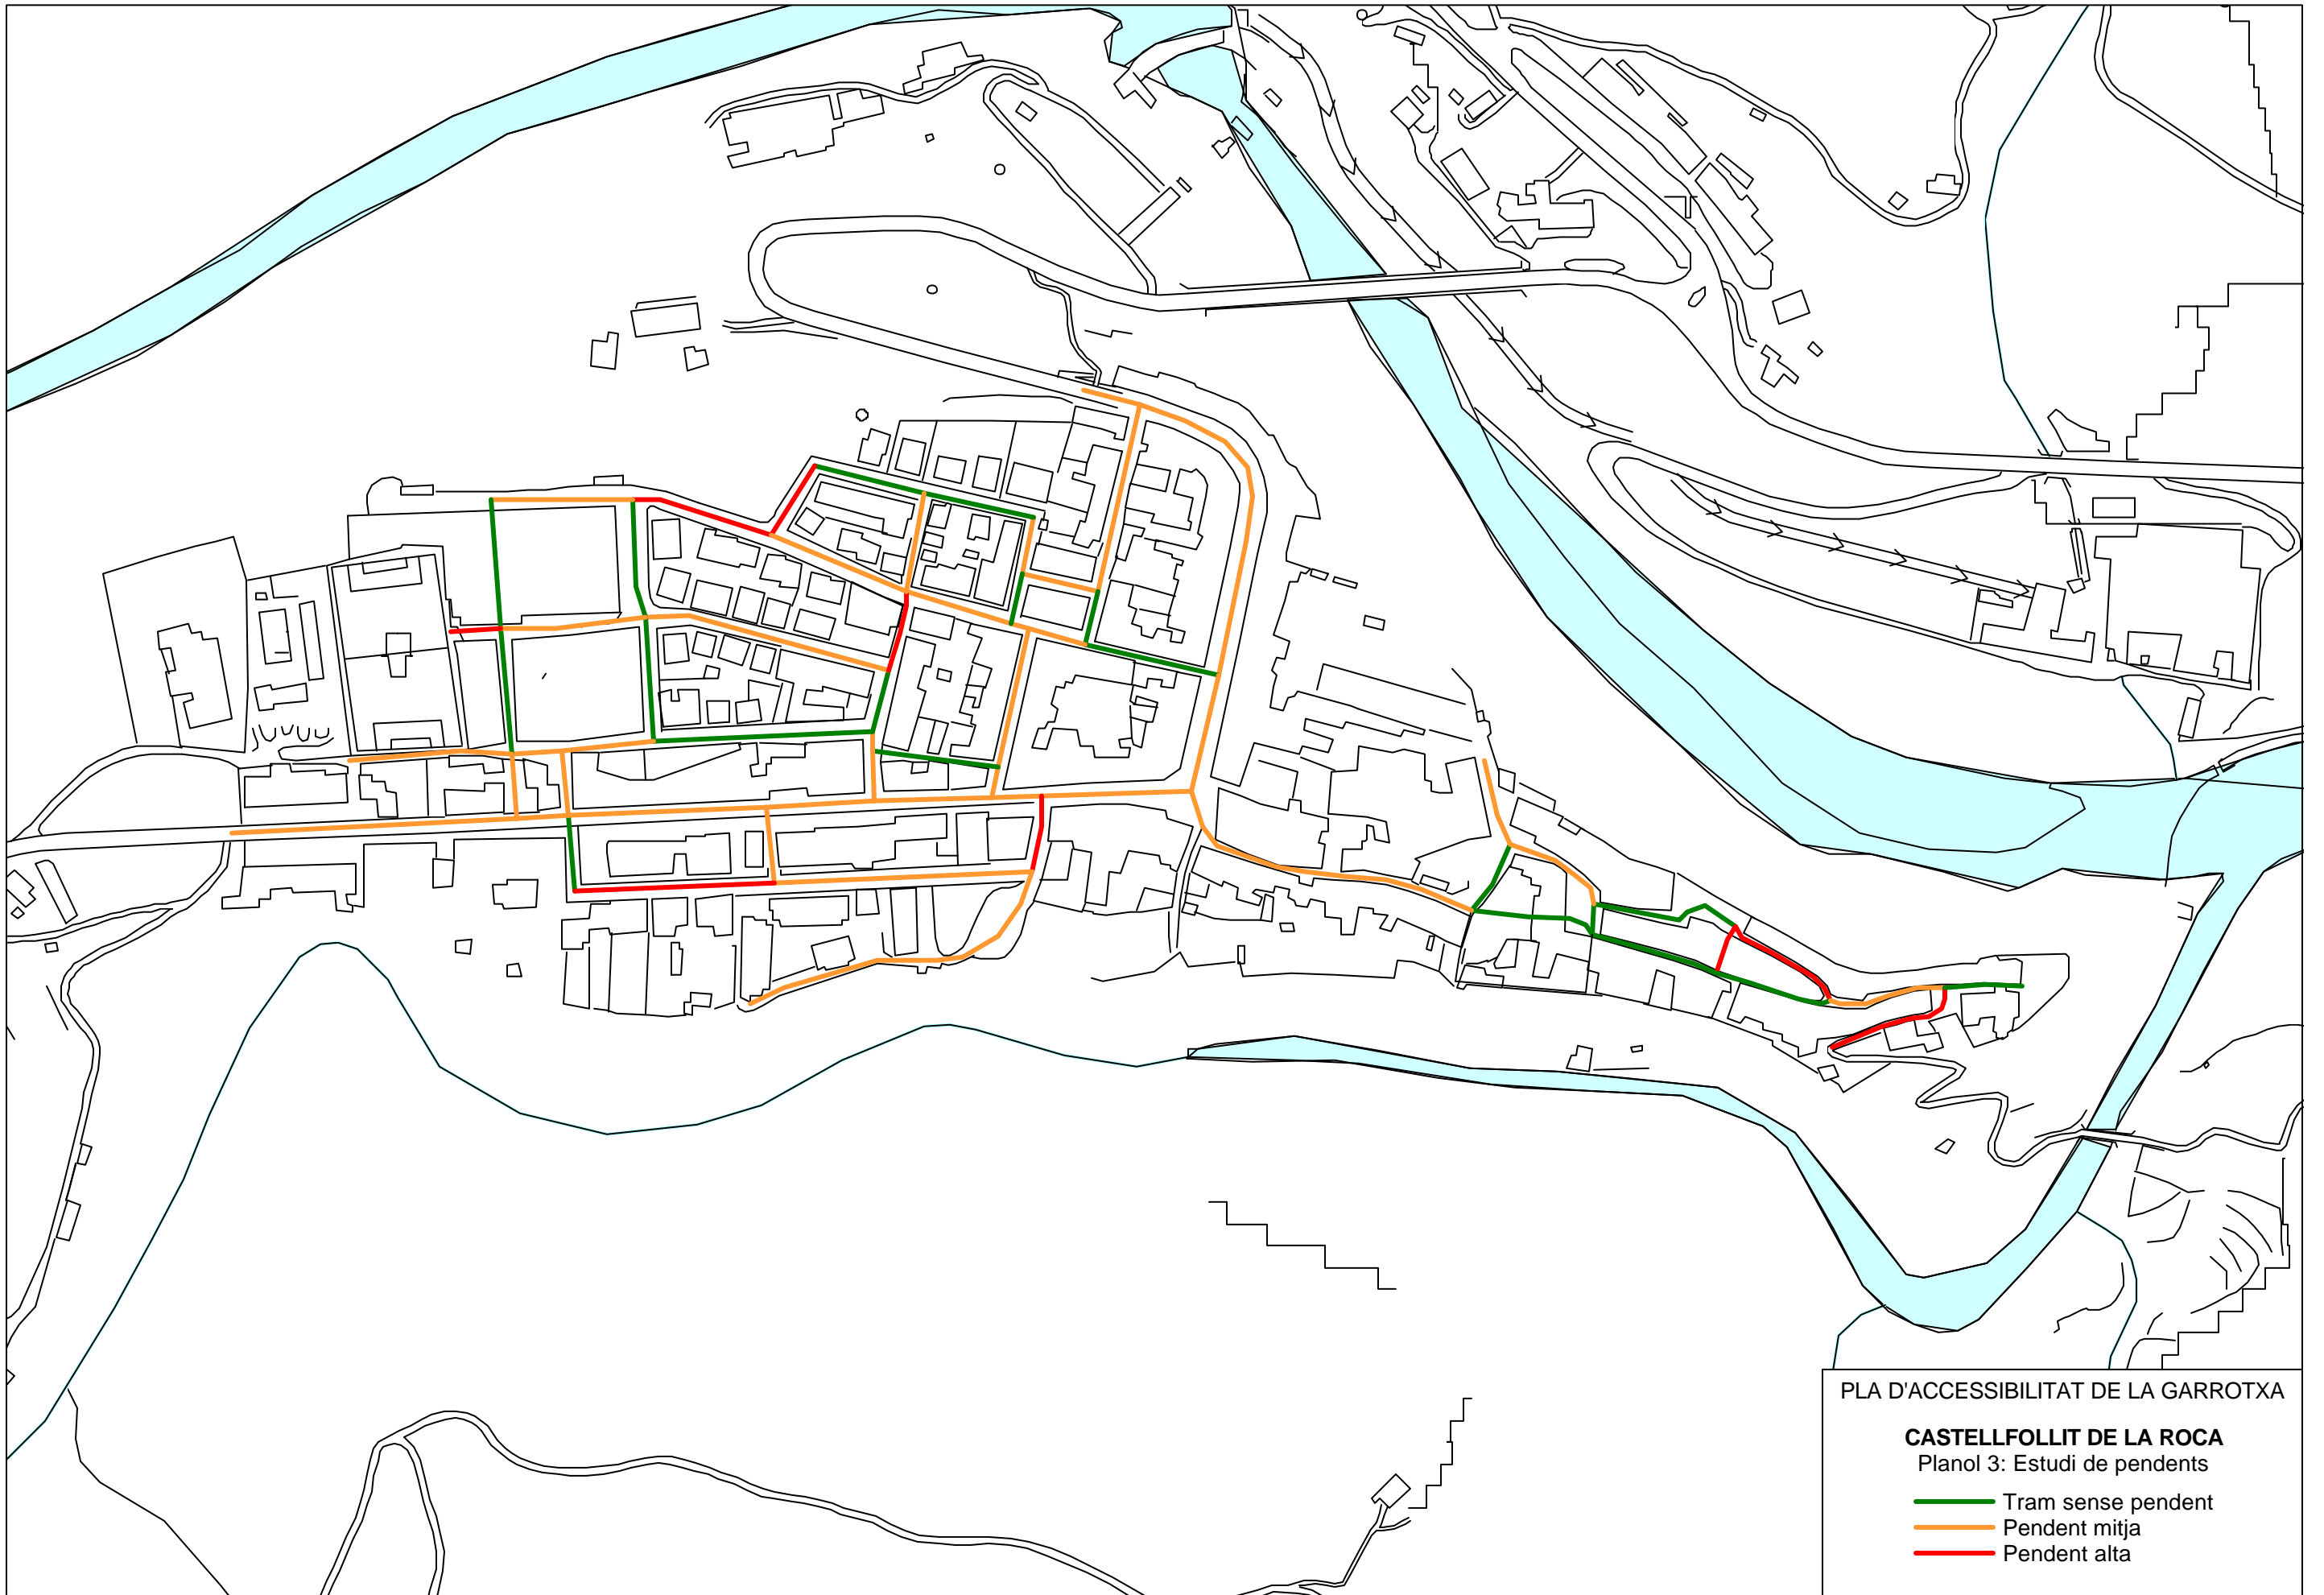 PLA D'ACCESSIBILITAT DE LA GARROTXA
CASTELLFOLLIT DE LA ROCA
Planol 3: Estudi de pendents
Tram sense pendent
Pendent mitja
Pendent alta